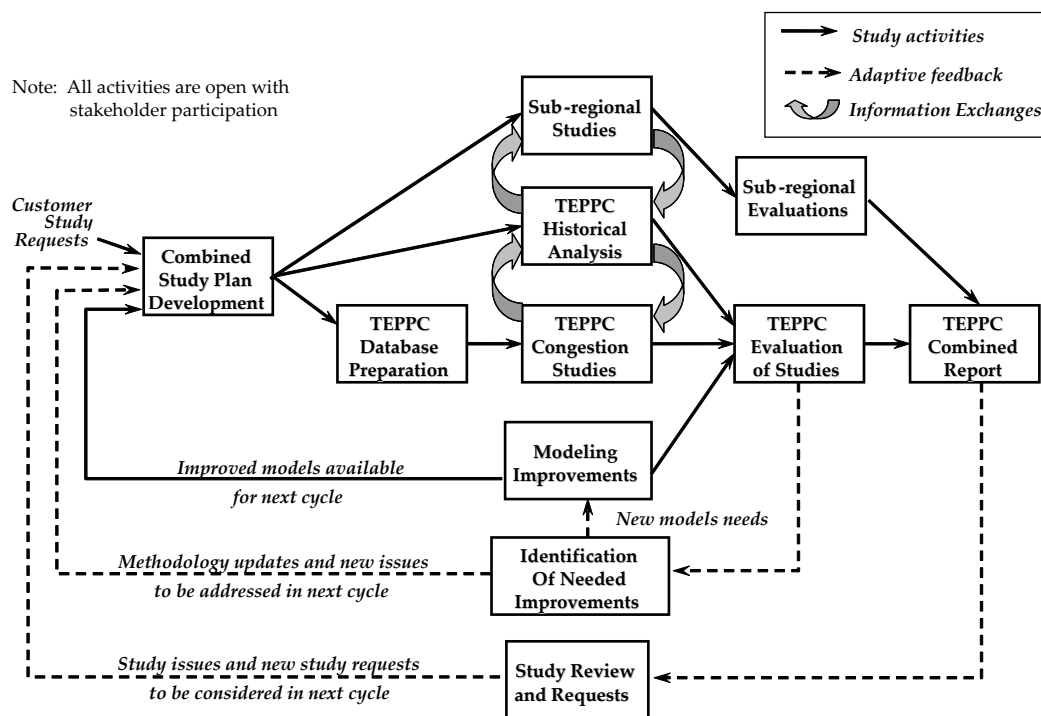 Study activities
Adaptive feedback
Information Exchanges
Note: All activities are open with
stakeholder participation
Sub-regional
Studies
Sub-regional
Evaluations
Customer
Study
Requests
TEPPC
Historical
Analysis
Combined
Study Plan
Development
TEPPC
Database
Preparation
TEPPC
Congestion
Studies
TEPPC
Evaluation
of Studies
TEPPC
Combined
Report
Modeling
Improvements
Improved models available
for next cycle
New models needs
Identification
Of Needed
Improvements
Methodology updates and new issues
to be addressed in next cycle
Study Review
and Requests
Study issues and new study requests
to be considered in next cycle